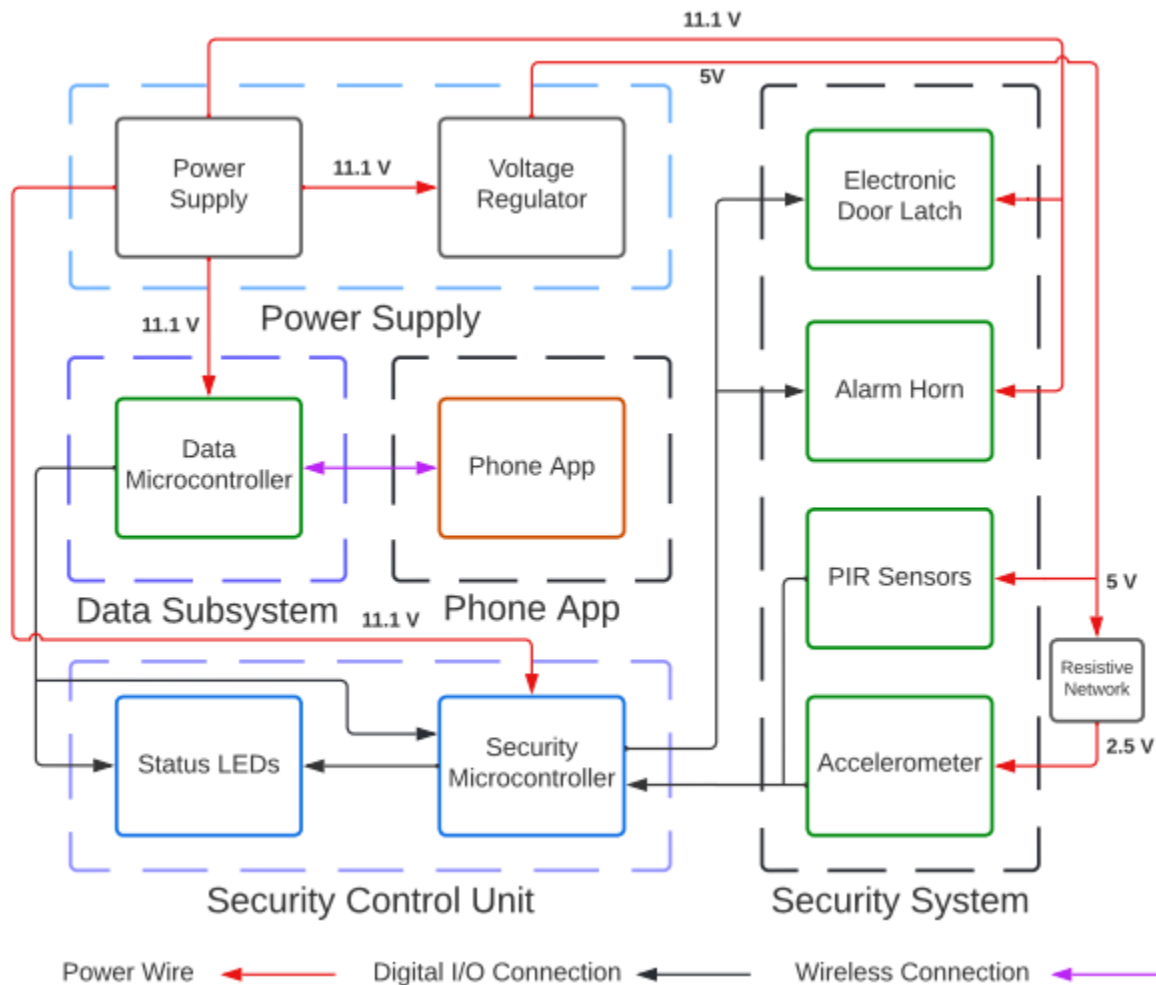 11.1 V
5V
Power
Supply
11.1 V
Voltage
Regulator
Electronic
Door Latch
11.1 V
Power Supply
Alarm Horn
Data
Microcontroller
Phone App
Data Subsystem
Phone App
PIR Sensors
5 V
11.1 V
Resistive
Network
2.5 V
Status LEDs
Security
Microcontroller
Accelerometer
Security Control Unit
Security System
Power Wire
Digital I/O Connection
Wireless Connection